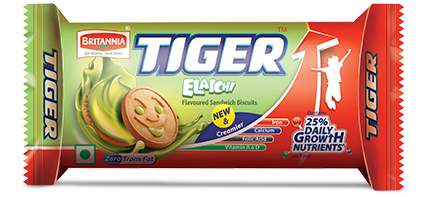 BRITANNIA
Eat Healthy, Think Better
TIGER
TM
ELAICHI
Flavoured Sandwich Biscuits
NEW &
Creamier
Iron
Calcium
Folic Acid
Vitamin A & D
25%
DAILY
GROWTH
NUTRIENTS*
Zero Trans Fat
TIGER
TIGER